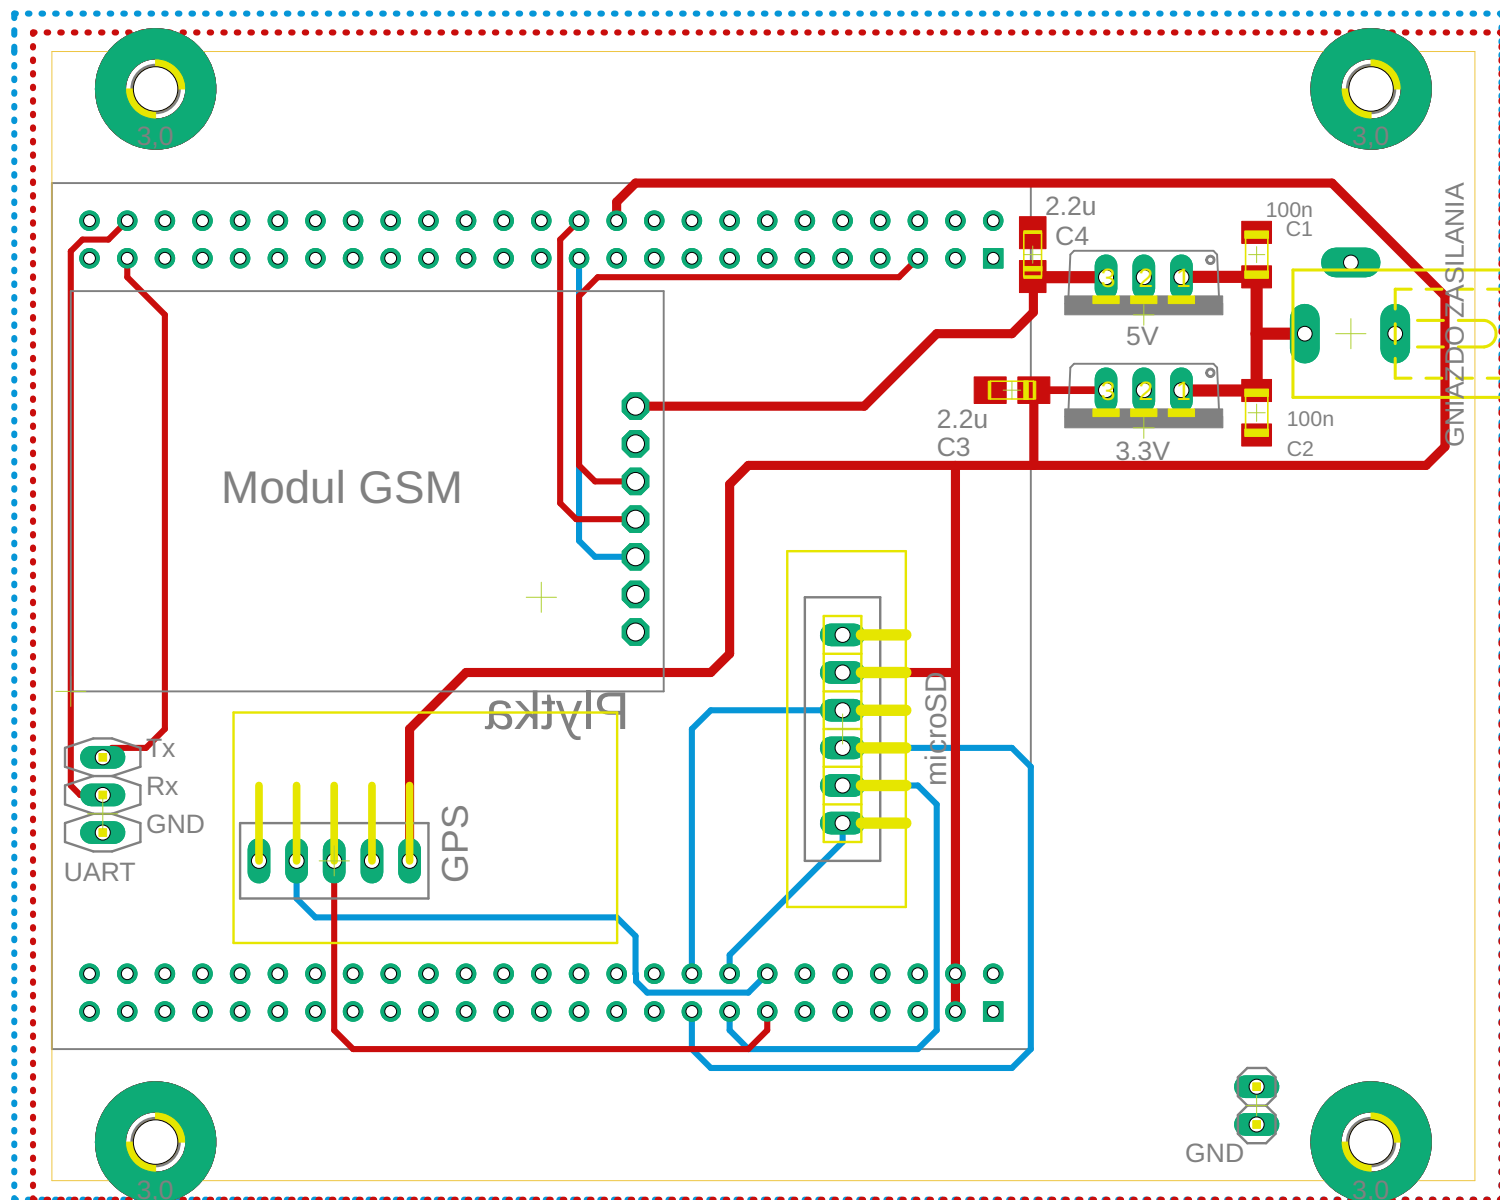 3.0
3.0
GNIAZDO ZASILANIA
2.2u
C4
100n
C1
3 2 1
5V
3 2 1
2.2u
C3
3.3V
100n
C2
Modul GSM
Plytka
microSD
Tx
Rx
GND
UART
GPS
GND
3.0
3.0